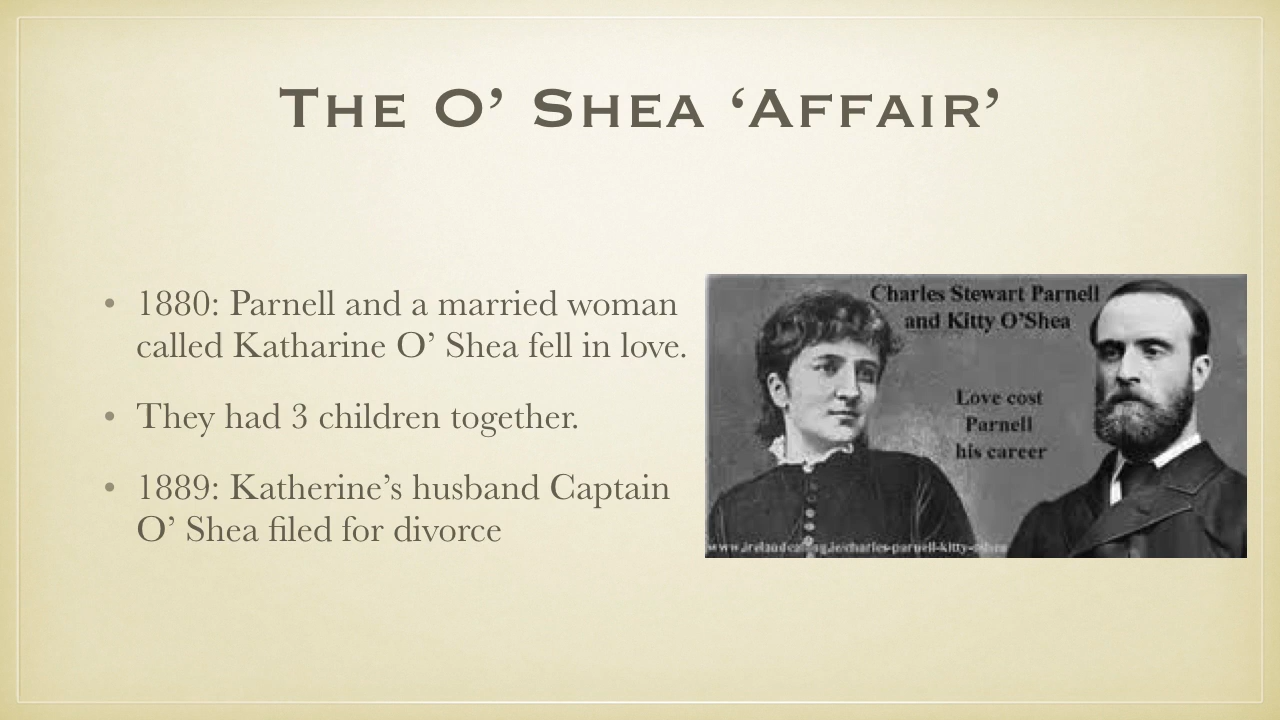 The O’ Shea ‘Affair’
• 1880: Parnell and a married woman
called Katharine O’ Shea fell in love.
• They had 3 children together.
• 1889: Katherine’s husband Captain
O’ Shea filed for divorce
Charles Stewart Parnell
and Kitty O’Shea
Love cost
Parnell
his career